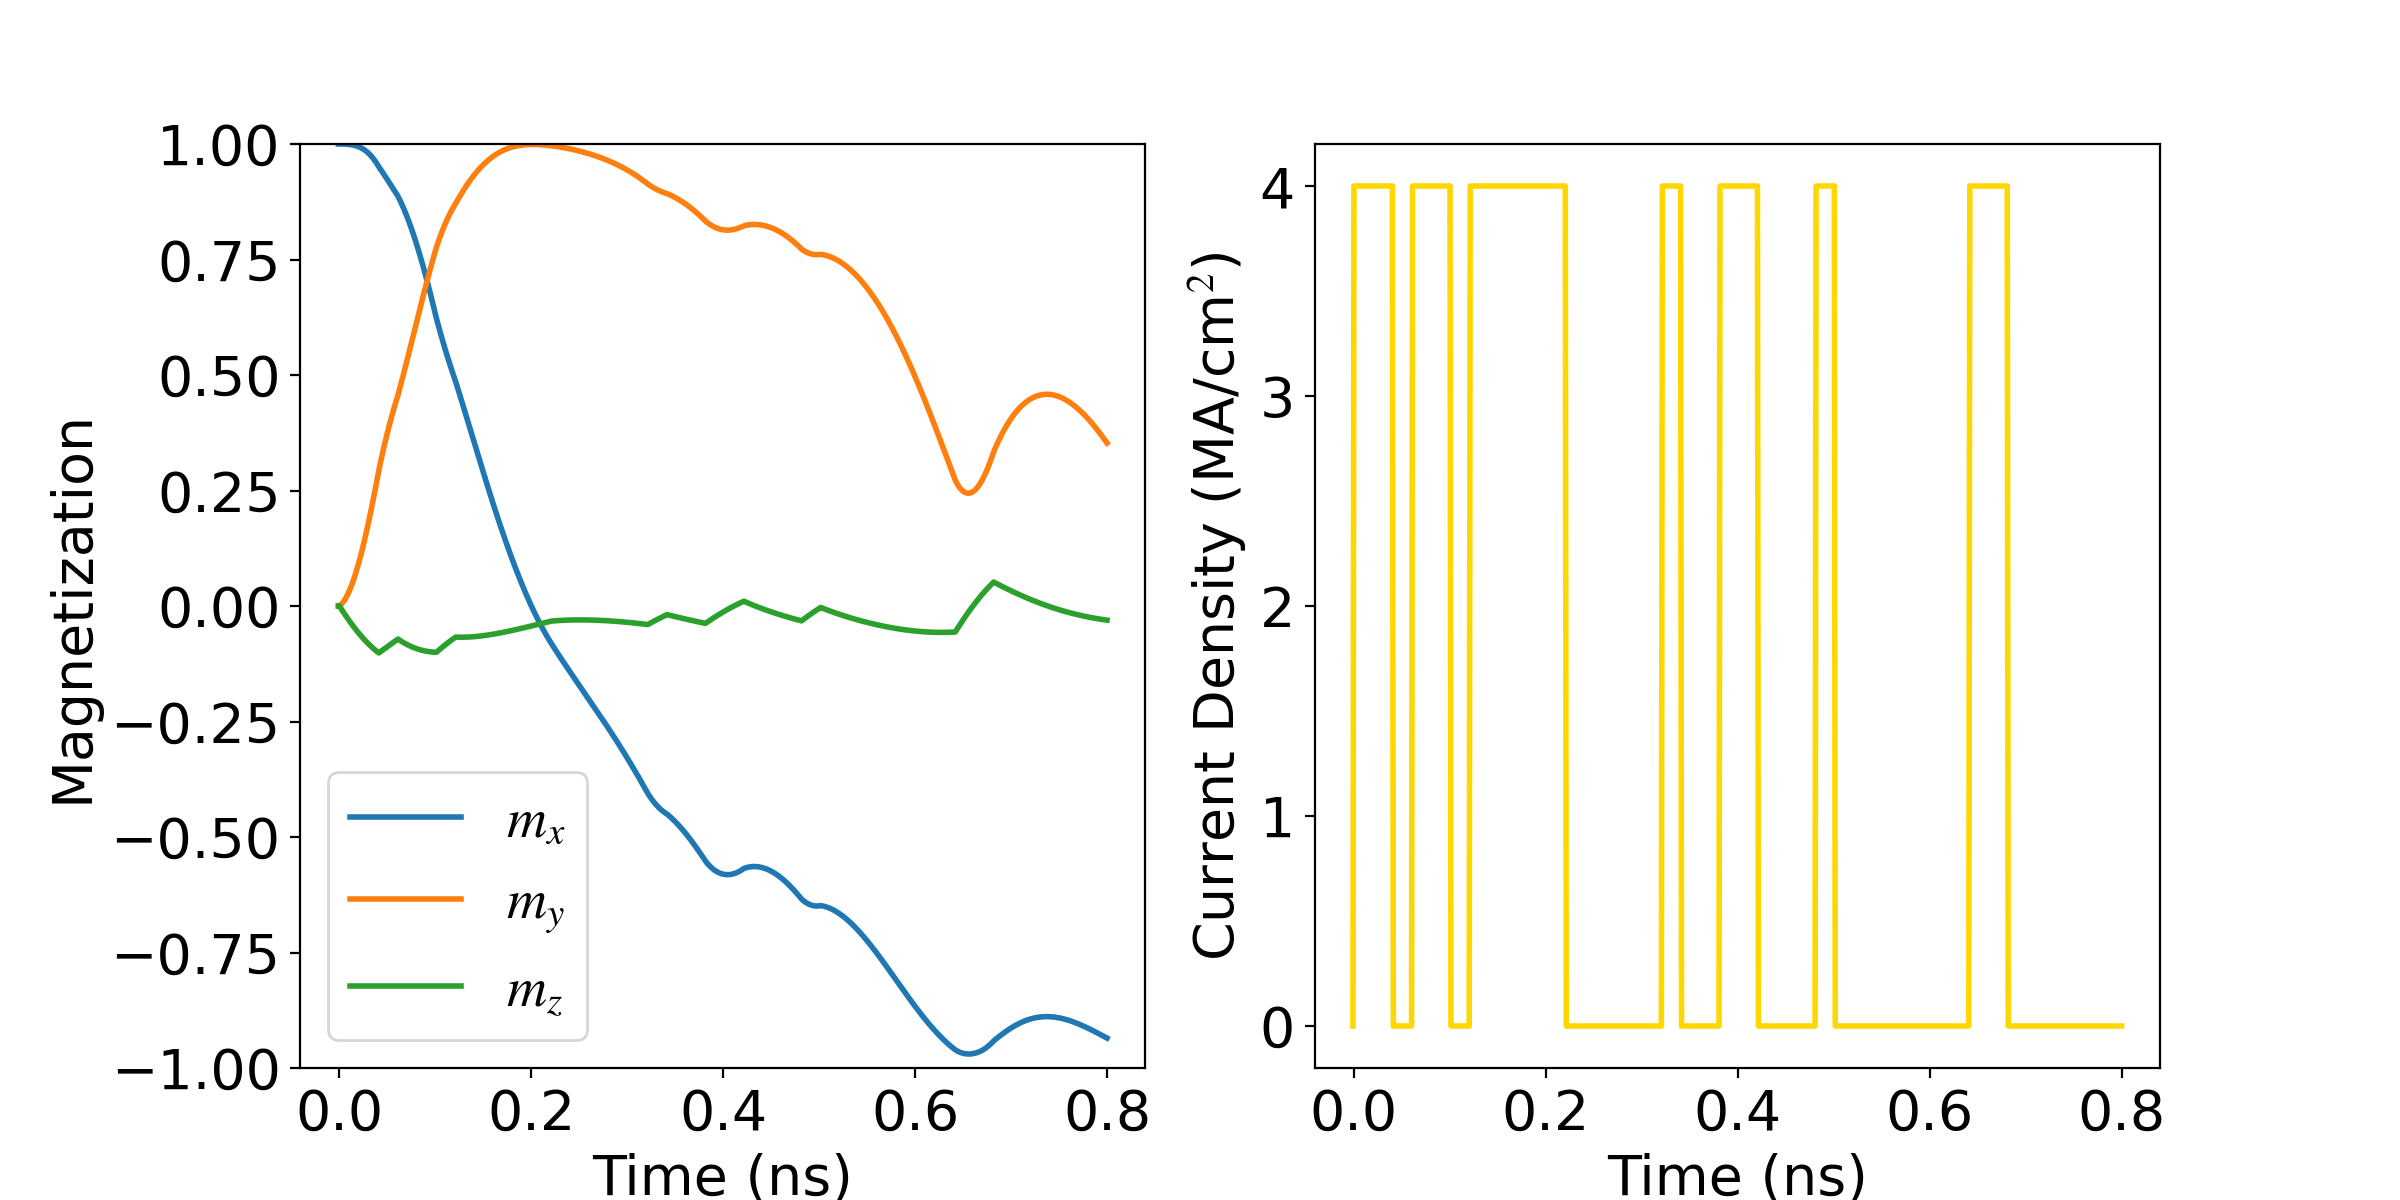 Magnetization
1.00
0.75
0.50
0.25
0.00
−0.25
−0.50
−0.75
−1.00
m_x
m_y
m_z
0.0 0.2 0.4 0.6 0.8
Time (ns)
Current Density (MA/cm²)
4
3
2
1
0
0.0 0.2 0.4 0.6 0.8
Time (ns)